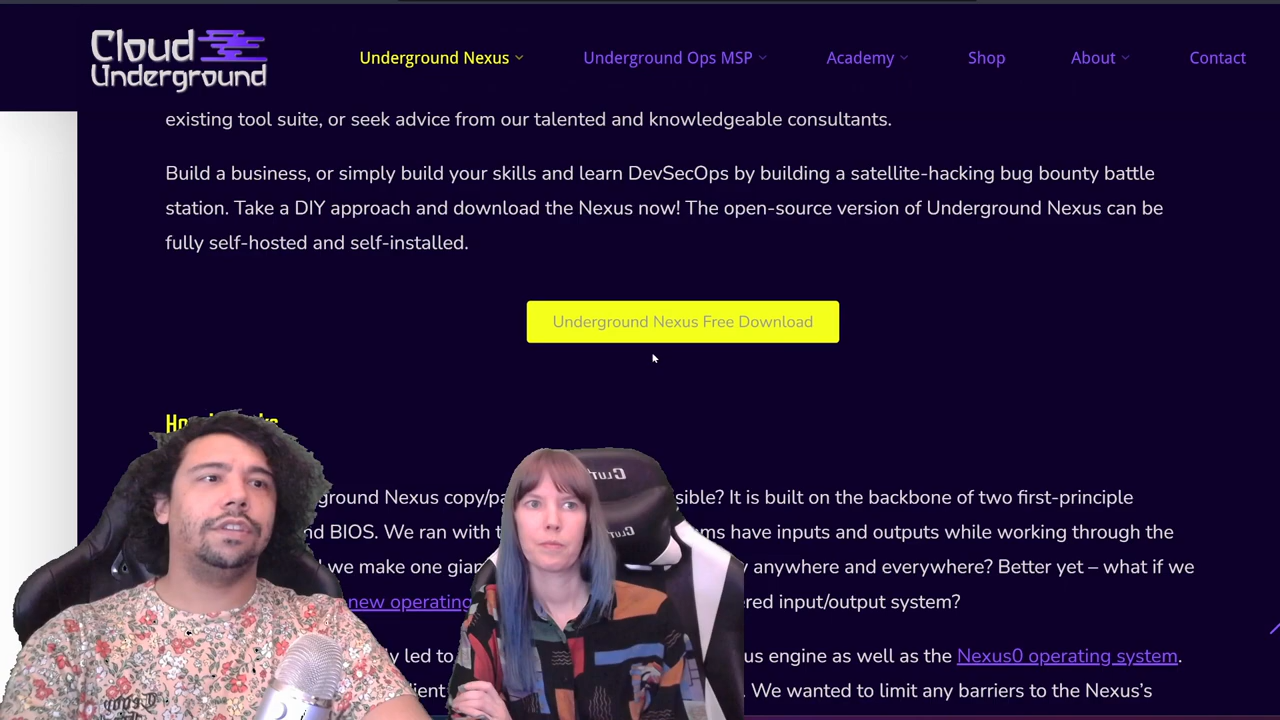 Cloud
Underground
Underground Nexus
Underground Ops MSP
Academy
Shop
About
Contact
existing tool suite, or seek advice from our talented and knowledgeable consultants.
Build a business, or simply build your skills and learn DevSecOps by building a satellite-hacking bug bounty battle
station. Take a DIY approach and download the Nexus now! The open-source version of Underground Nexus can be
fully self-hosted and self-installed.
Underground Nexus Free Download
ground Nexus copy/pa sible? It is built on the backbone of two first-principle
nd BIOS. We ran with t ms have inputs and outputs while working through the
we make one gian y anywhere and everywhere? Better yet – what if we
new operating ered input/output system?
ly led to us engine as well as the Nexus0 operating system.
lient . We wanted to limit any barriers to the Nexus's